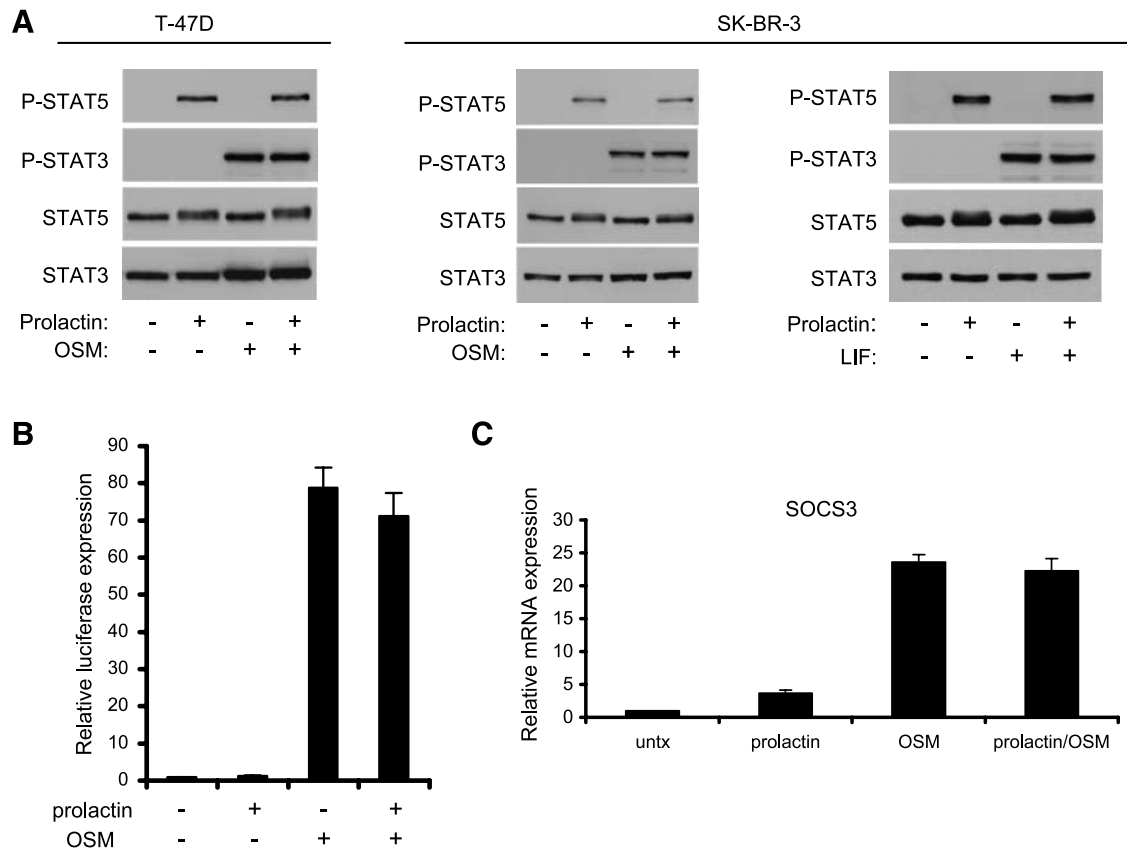 A
T-47D
SK-BR-3
P-STAT5
P-STAT3
STAT5
STAT3
Prolactin: - + - +
OSM: - - + +
P-STAT5
P-STAT3
STAT5
STAT3
Prolactin: - + - +
OSM: - - + +
P-STAT5
P-STAT3
STAT5
STAT3
Prolactin: - + - +
LIF: - - + +
B
Relative luciferase expression
90
80
70
60
50
40
30
20
10
0
prolactin - + - +
OSM - - + +
C
SOCS3
Relative mRNA expression
30
25
20
15
10
5
0
untx prolactin OSM prolactin/OSM